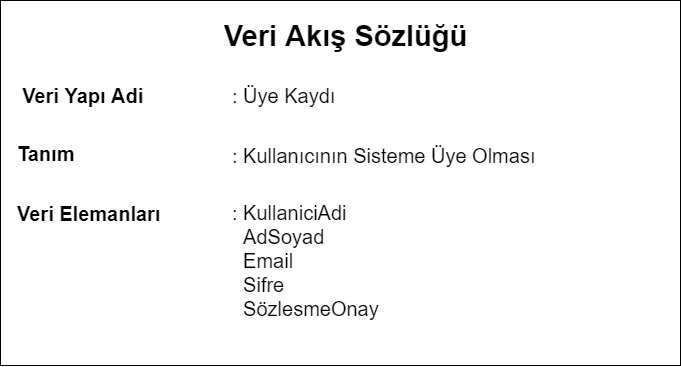 Veri Akış Sözlüğü
Veri Yapı Adi : Üye Kaydı
Tanım : Kullanıcının Sisteme Üye Olması
Veri Elemanları : KullaniciAdi
AdSoyad
Email
Sifre
SözlesmeOnay